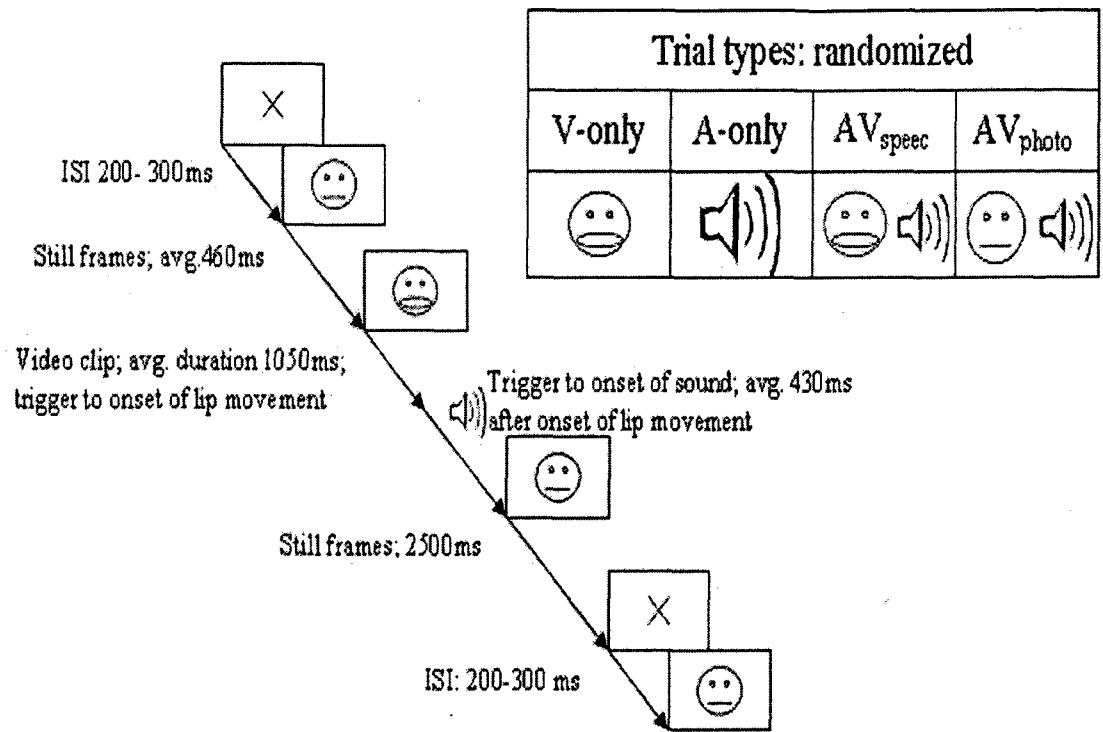 Trial types: randomized
V-only A-only AVspeec AVphoto
X
ISI 200- 300ms
Still frames; avg.460ms
Video clip; avg. duration 1050ms;
trigger to onset of lip movement
Trigger to onset of sound; avg. 430ms
after onset of lip movement
Still frames; 2500ms
X
ISI: 200-300 ms